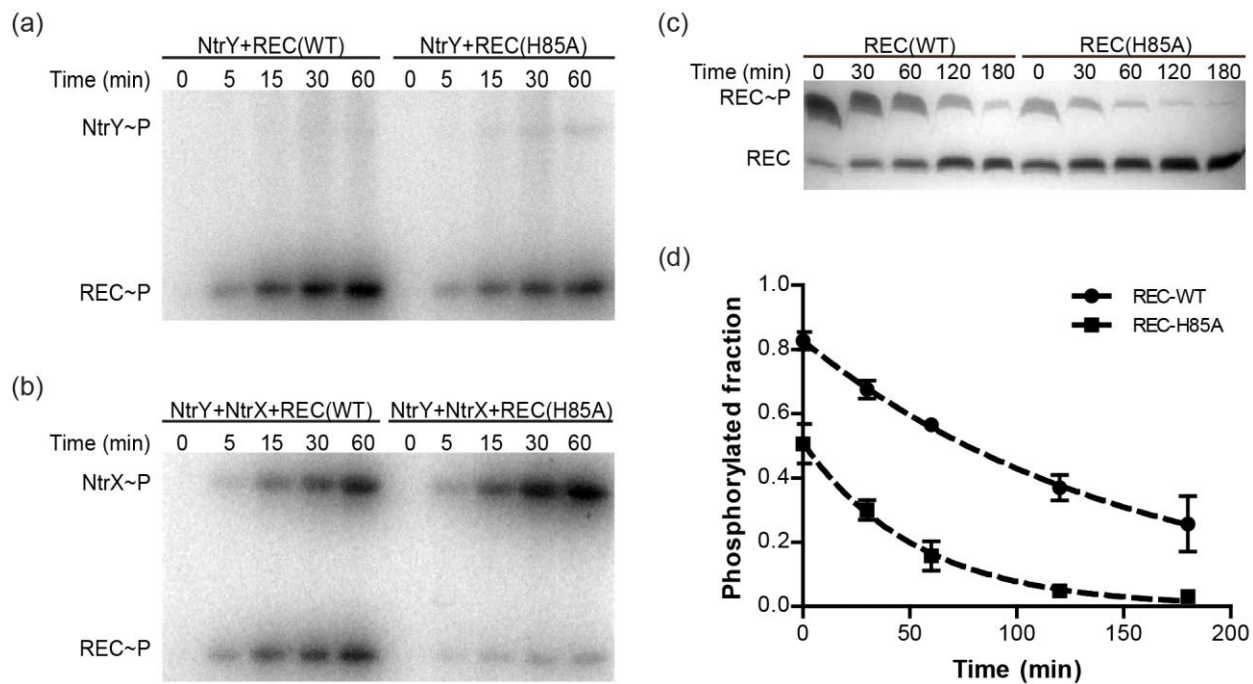 (a)
NtrY+REC(WT) NtrY+REC(H85A)
Time (min) 0 5 15 30 60 0 5 15 30 60
NtrY~P
REC~P
(b)
NtrY+NtrX+REC(WT) NtrY+NtrX+REC(H85A)
Time (min) 0 5 15 30 60 0 5 15 30 60
NtrX~P
REC~P
(c)
REC(WT) REC(H85A)
Time (min) 0 30 60 120 180 0 30 60 120 180
REC~P
REC
(d)
1.0
0.8
0.6
0.4
0.2
0.0
Phosphorylated fraction
REC-WT
REC-H85A
0 50 100 150 200
Time (min)